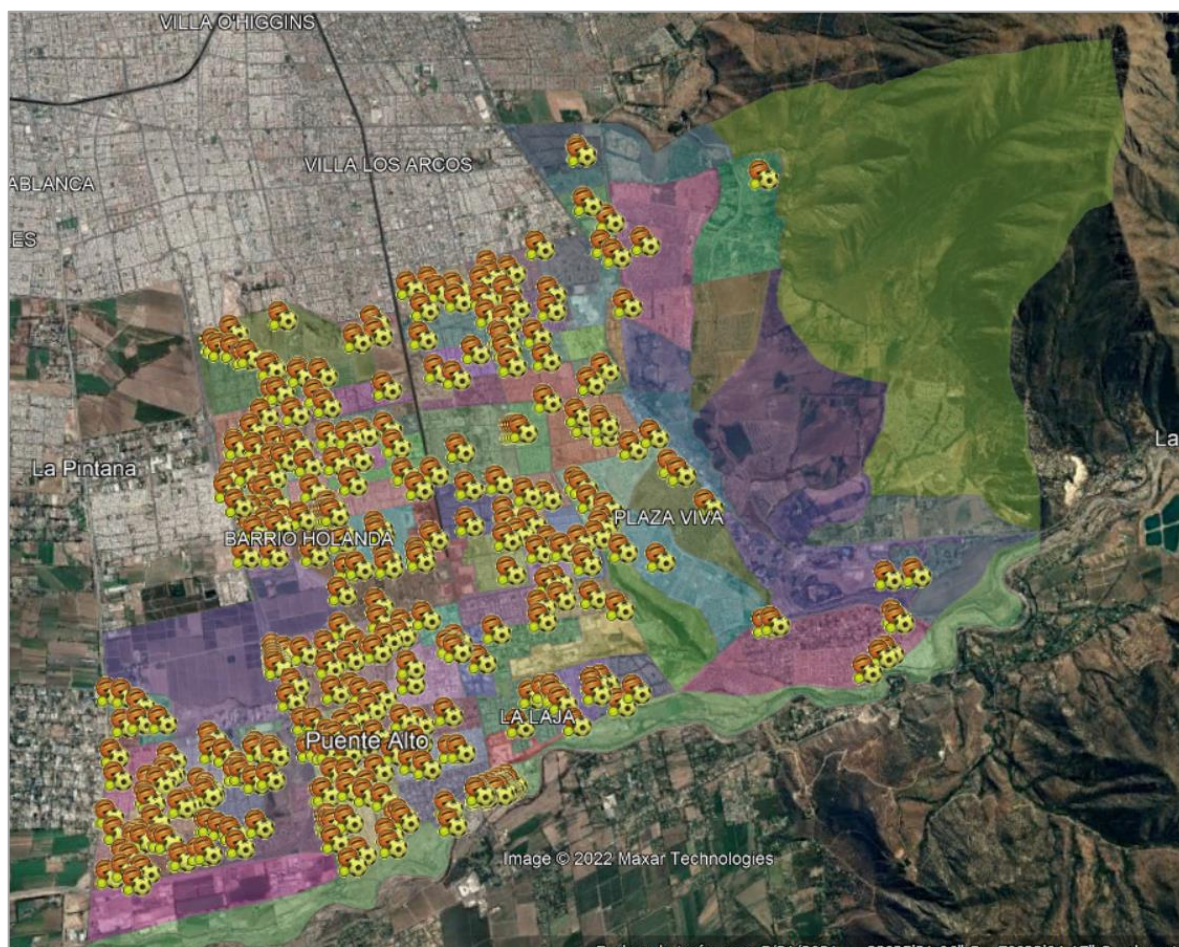 VILLA O'HIGGINS
VILLA LOS ARCOS
ABLANCA
ES
La
La Pintana
PLAZA VIVA
BARRIO HOLANDA
LA LAJA
Puente Alto
Image © 2022 Maxar Technologies